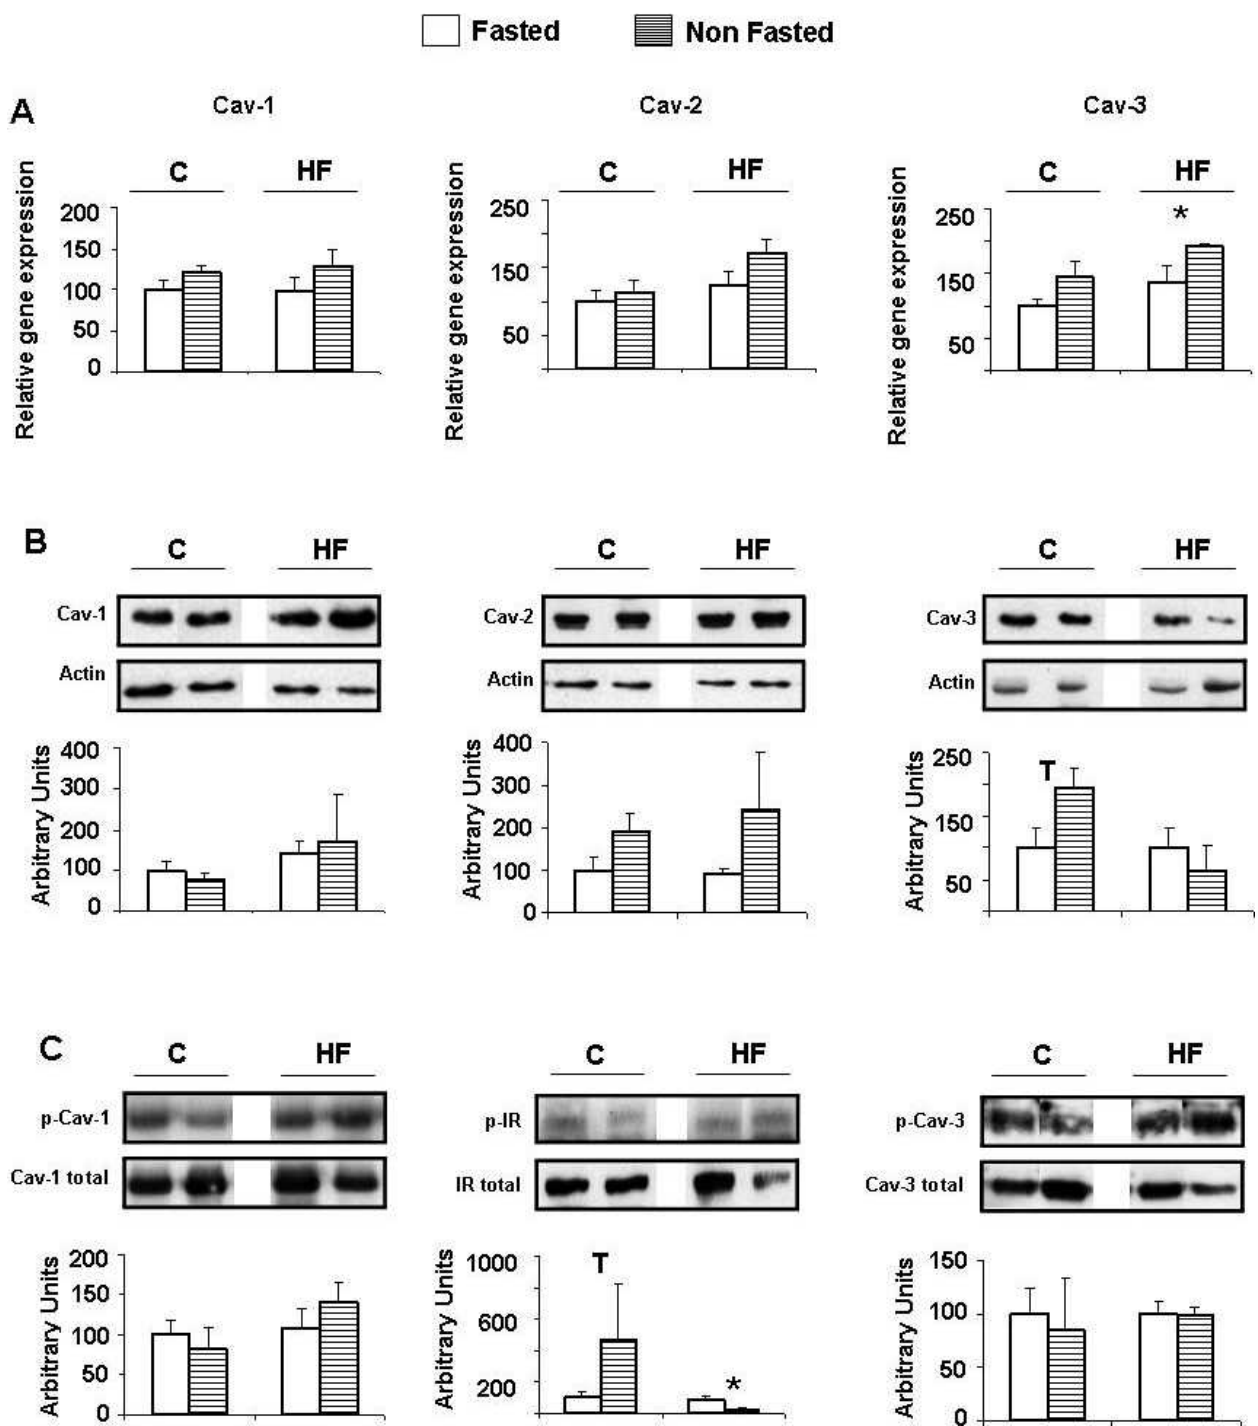 Fasted Non Fasted
A Cav-1 Cav-2 Cav-3
Relative gene expression
C HF
200
150
100
50
0
Relative gene expression
C HF
250
150
50
Relative gene expression
C HF
*
250
150
50
B
C HF
Cav-1
Actin
Arbitrary Units
400
300
200
100
0
C HF
Cav-2
Actin
Arbitrary Units
400
300
200
100
0
C HF
Cav-3
Actin
Arbitrary Units
250
T
150
50
C
C HF
p-Cav-1
Cav-1 total
Arbitrary Units
200
150
100
50
0
C HF
p-IR
IR total
Arbitrary Units
1000
T
600
*
200
C HF
p-Cav-3
Cav-3 total
Arbitrary Units
150
100
50
0